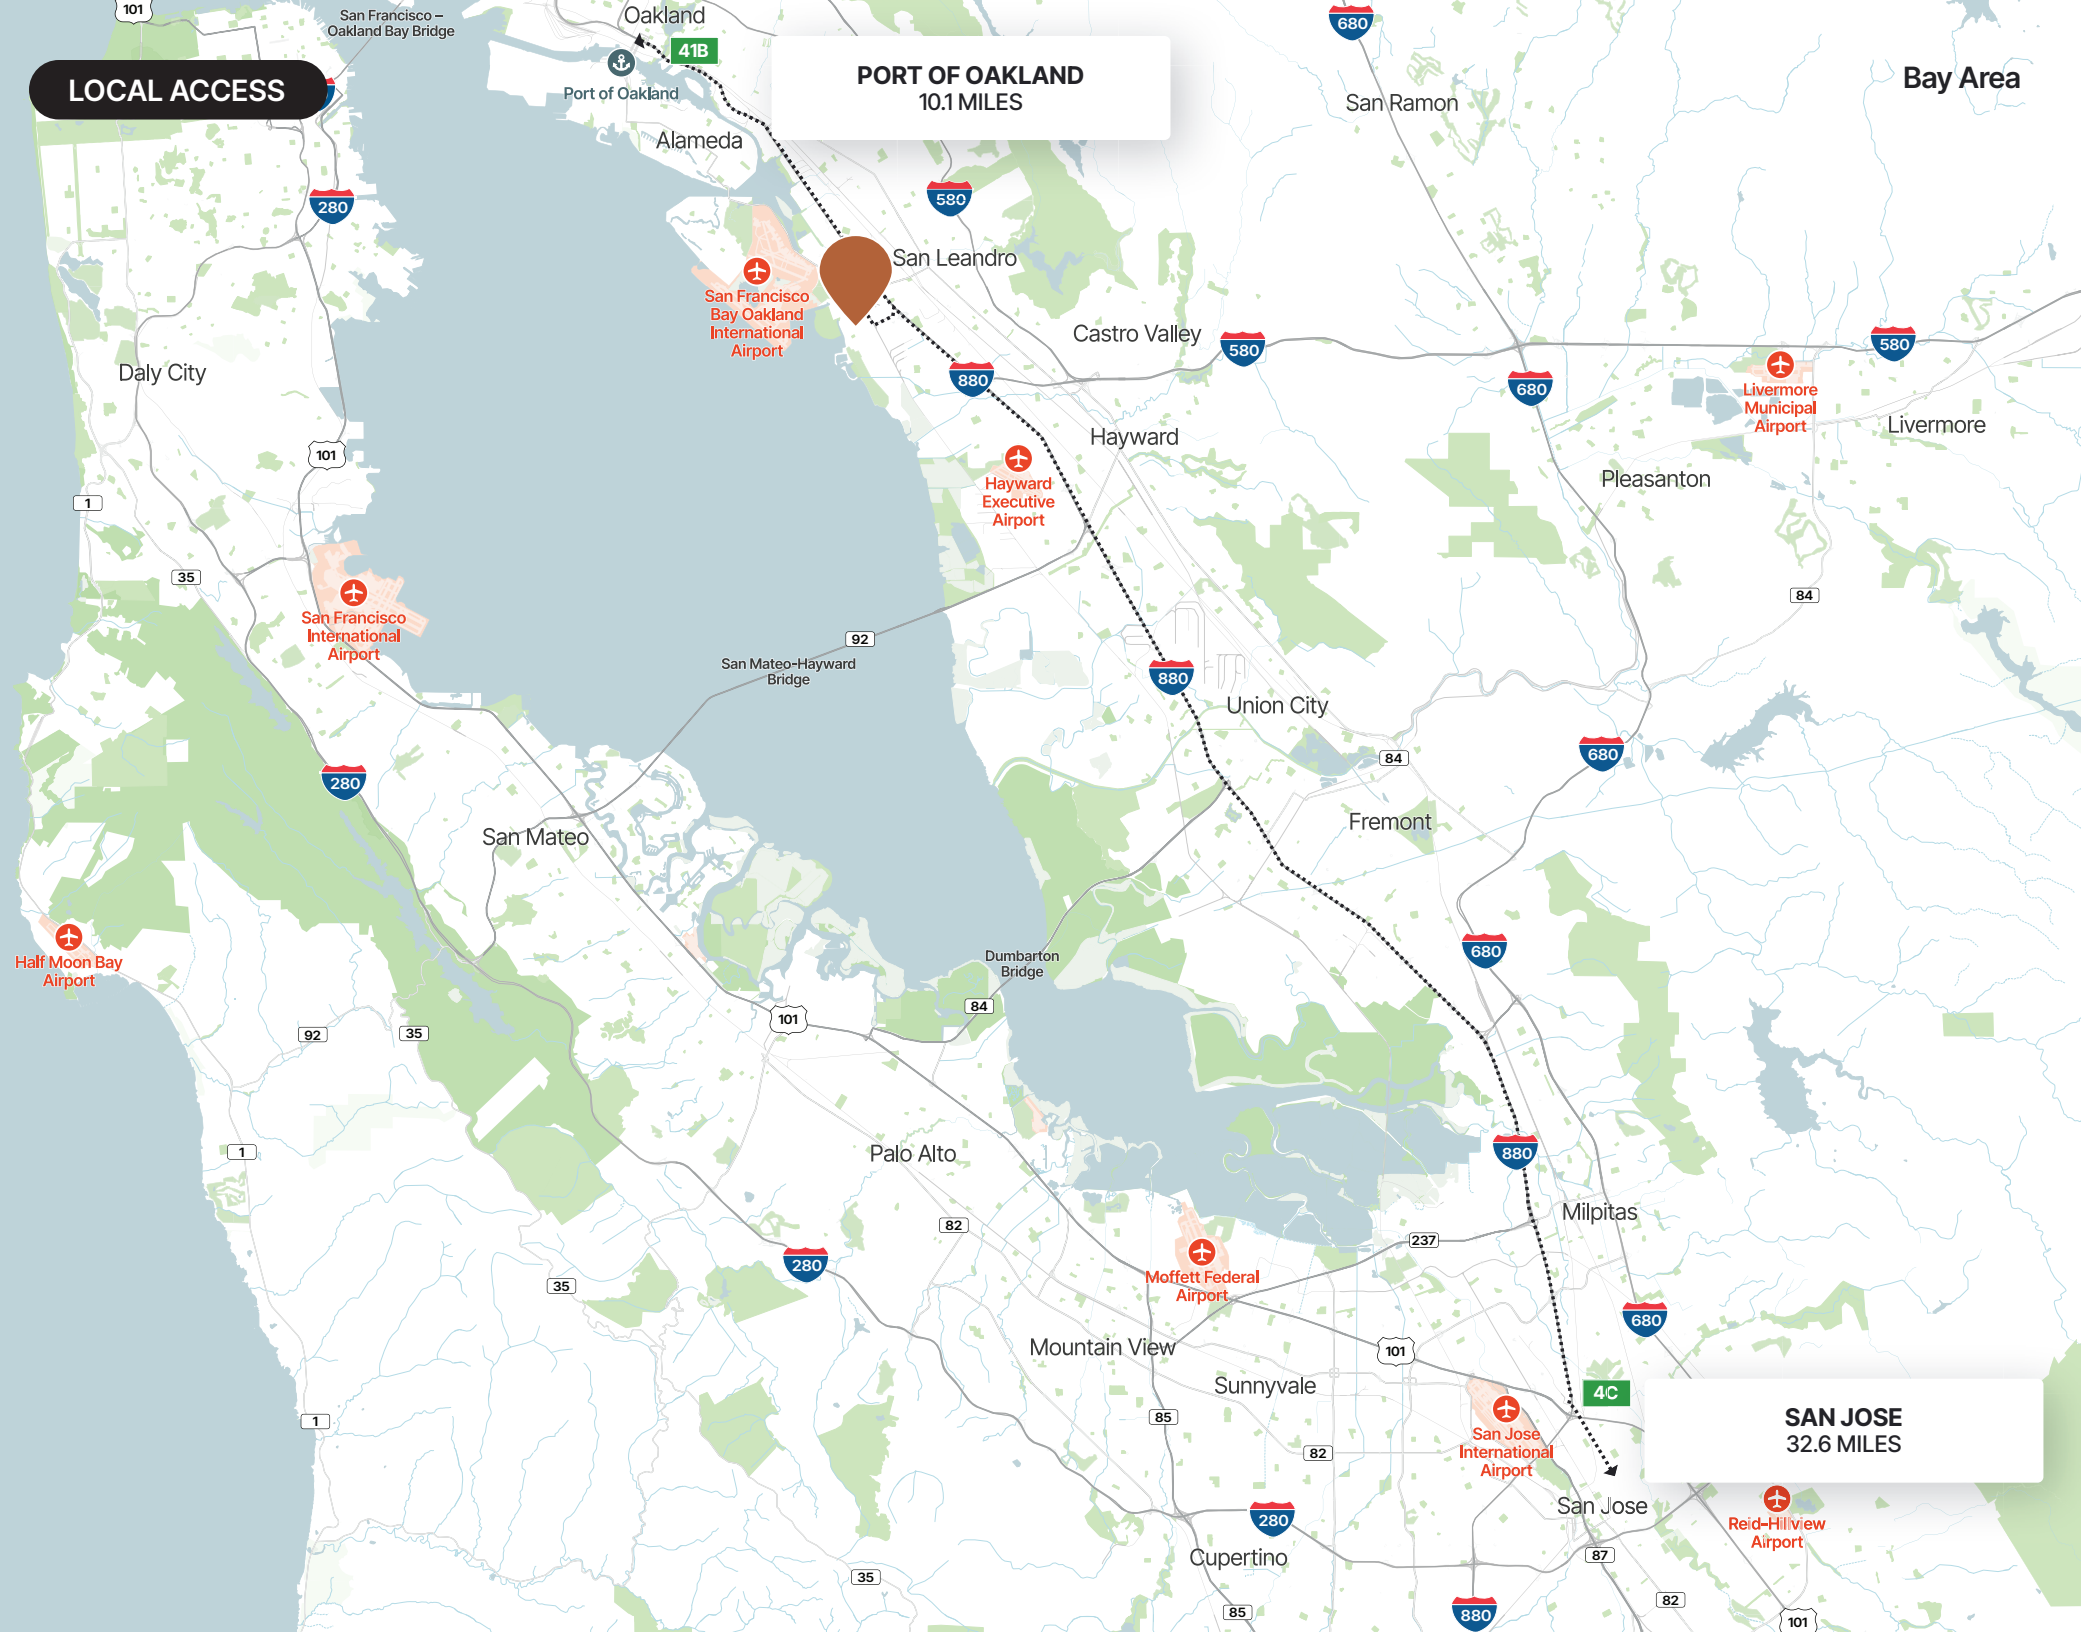 101
San Francisco –
Oakland Bay Bridge
Oakland
41B
680
LOCAL ACCESS
Port of Oakland
PORT OF OAKLAND
10.1 MILES
Bay Area
San Ramon
Alameda
280
580
San Leandro
San Francisco
Bay Oakland
International
Airport
Castro Valley
580
580
Daly City
880
680
Livermore
Municipal
Airport
Livermore
101
Hayward
Hayward
Executive
Airport
Pleasanton
1
35
84
San Francisco
International
Airport
92
San Mateo-Hayward
Bridge
880
Union City
84
680
280
San Mateo
Fremont
Half Moon Bay
Airport
680
Dumbarton
Bridge
84
101
92
35
1
Palo Alto
880
82
Milpitas
237
280
35
Moffett Federal
Airport
680
Mountain View
101
Sunnyvale
4C
1
85
San Jose
International
Airport
82
SAN JOSE
32.6 MILES
San Jose
280
Reid-Hillview
Airport
Cupertino
87
35
85
880
82
101